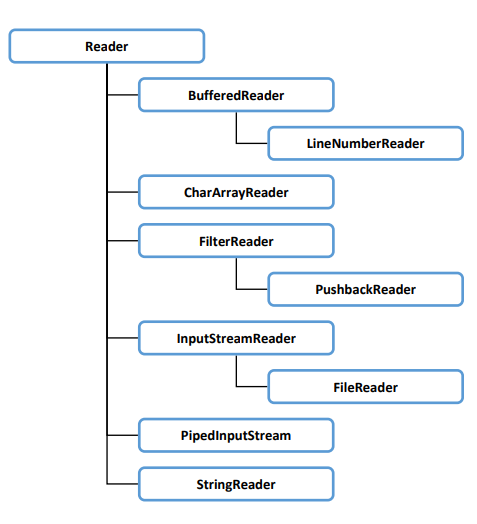 Reader
BufferedReader
LineNumberReader
CharArrayReader
FilterReader
PushbackReader
InputStreamReader
FileReader
PipedInputStream
StringReader